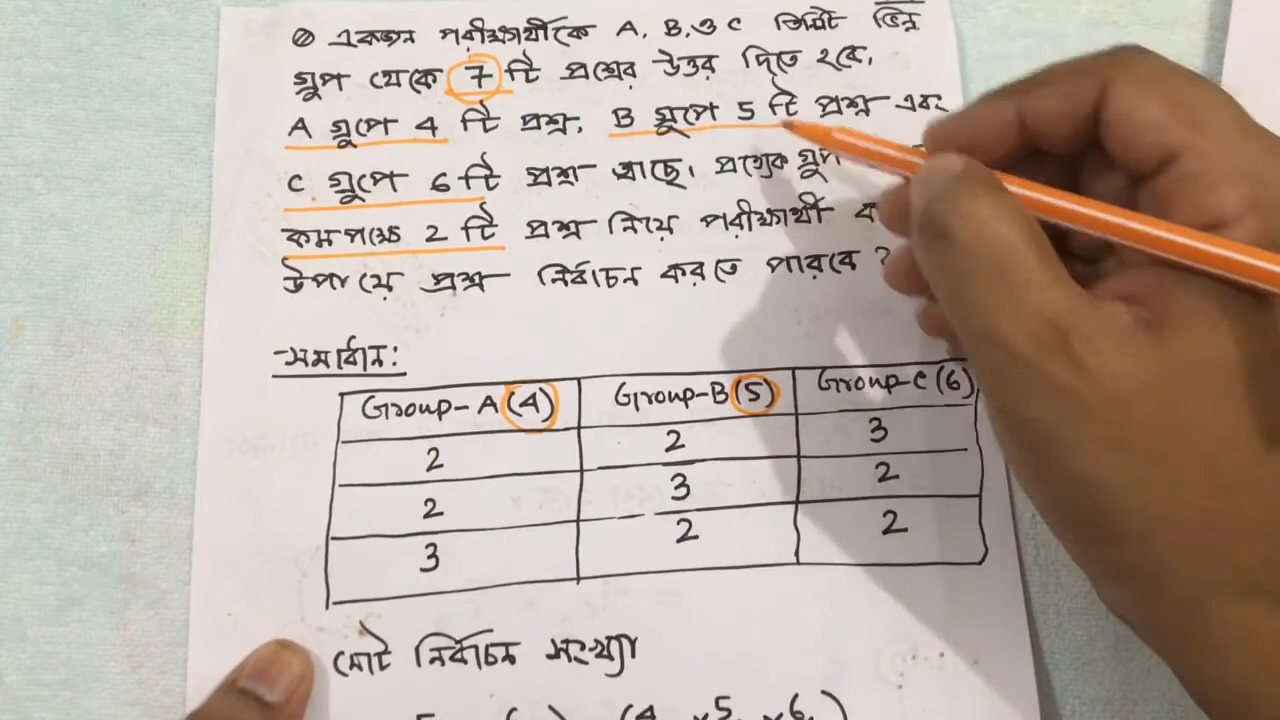 একজন পরীক্ষার্থীকে A, B, ও C তিনটি ভিন্ন
গ্রুপ থেকে 7 টি প্রশ্নের উত্তর দিতে হবে।
A গ্রুপে 4 টি প্রশ্ন, B গ্রুপে 5 টি প্রশ্ন এবং
C গ্রুপে 6 টি প্রশ্ন আছে। প্রত্যেক গ্রুপ
কমপক্ষে 2 টি প্রশ্ন নিয়ে পরীক্ষার্থী
উপায়ে প্রশ্ন নির্বাচন করতে পারবে ?
সমাধান:
Group-A (4) Group-B (5) Group-C (6)
2 2 3
2 3 2
3 2 2
মোট নির্বাচন সংখ্যা